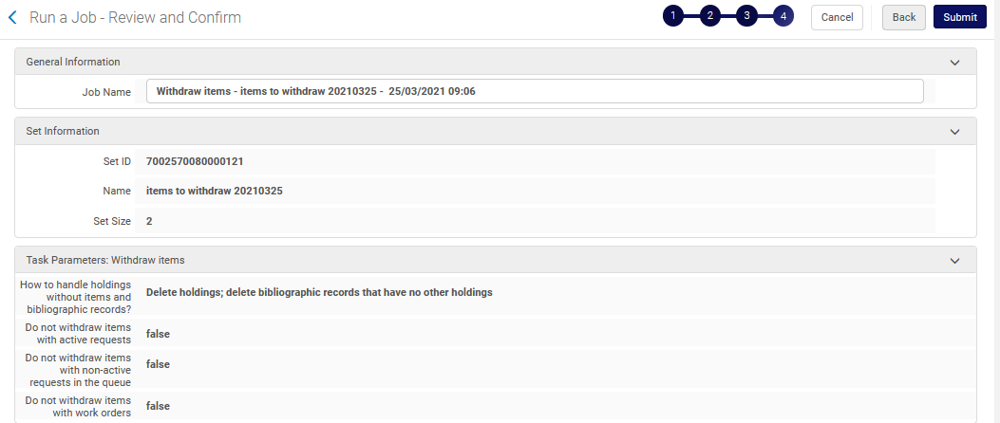 Run a Job - Review and Confirm
1 2 3 4
Cancel
Back
Submit
General Information
Job Name
Withdraw items - items to withdraw 20210325 - 25/03/2021 09:06
Set Information
Set ID
7002570080000121
Name
items to withdraw 20210325
Set Size
2
Task Parameters: Withdraw items
How to handle holdings
without items and
bibliographic records?
Delete holdings; delete bibliographic records that have no other holdings
Do not withdraw items
with active requests
false
Do not withdraw items
with non-active
requests in the queue
false
Do not withdraw items
with work orders
false